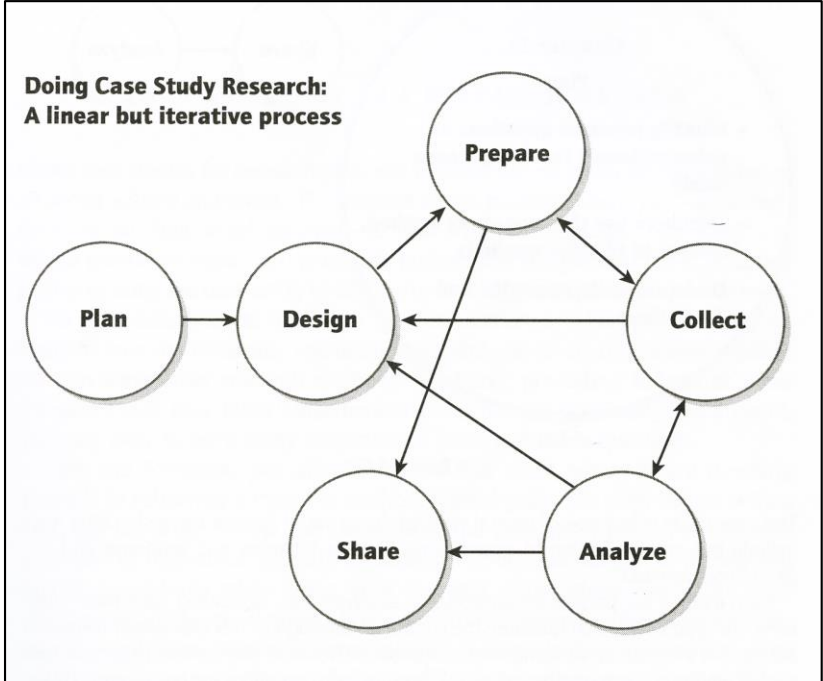 Doing Case Study Research:
A linear but iterative process
Prepare
Plan
Design
Collect
Share
Analyze